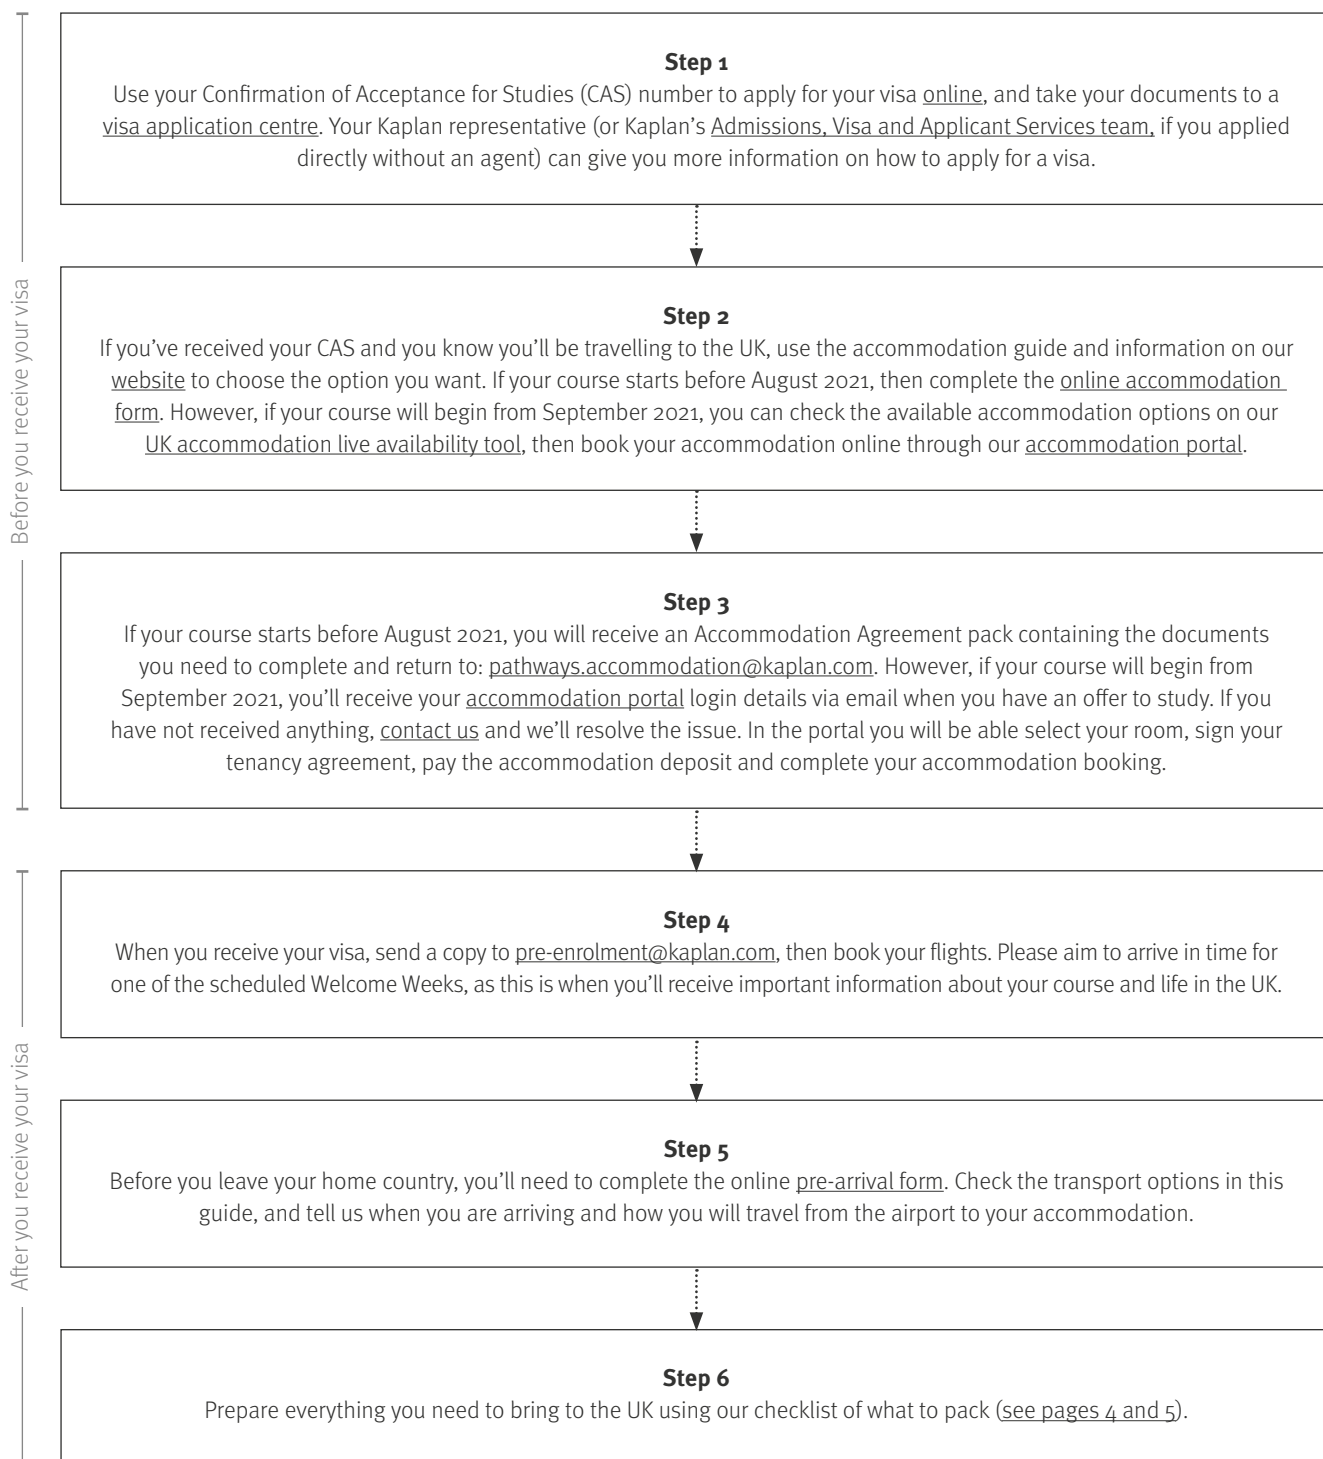 Before you receive your visa
Step 1
Use your Confirmation of Acceptance for Studies (CAS) number to apply for your visa online, and take your documents to a
visa application centre. Your Kaplan representative (or Kaplan’s Admissions, Visa and Applicant Services team, if you applied
directly without an agent) can give you more information on how to apply for a visa.
Step 2
If you’ve received your CAS and you know you’ll be travelling to the UK, use the accommodation guide and information on our
website to choose the option you want. If your course starts before August 2021, then complete the online accommodation
form. However, if your course will begin from September 2021, you can check the available accommodation options on our
UK accommodation live availability tool, then book your accommodation online through our accommodation portal.
Step 3
If your course starts before August 2021, you will receive an Accommodation Agreement pack containing the documents
you need to complete and return to: pathways.accommodation@kaplan.com. However, if your course will begin from
September 2021, you’ll receive your accommodation portal login details via email when you have an offer to study. If you
have not received anything, contact us and we’ll resolve the issue. In the portal you will be able select your room, sign your
tenancy agreement, pay the accommodation deposit and complete your accommodation booking.
After you receive your visa
Step 4
When you receive your visa, send a copy to pre-enrolment@kaplan.com, then book your flights. Please aim to arrive in time for
one of the scheduled Welcome Weeks, as this is when you’ll receive important information about your course and life in the UK.
Step 5
Before you leave your home country, you’ll need to complete the online pre-arrival form. Check the transport options in this
guide, and tell us when you are arriving and how you will travel from the airport to your accommodation.
Step 6
Prepare everything you need to bring to the UK using our checklist of what to pack (see pages 4 and 5).